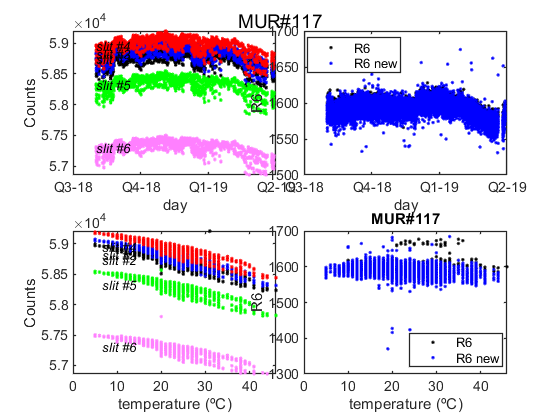 MUR#117
×10⁴
5.9
5.85
5.8
5.75
5.7
Counts
slit #4
slit #5
slit #6
Q3-18
Q4-18
Q1-19
Q2-19
day
1700
1650
1600
1550
1500
R6
R6
R6 new
Q3-18
Q4-18
Q1-19
Q2-19
day
×10⁴
5.9
5.85
5.8
5.75
5.7
Counts
slit #2
slit #5
slit #6
0
10
20
30
40
temperature (ºC)
MUR#117
1700
1600
1500
1400
1300
R6
R6
R6 new
0
10
20
30
40
temperature (ºC)